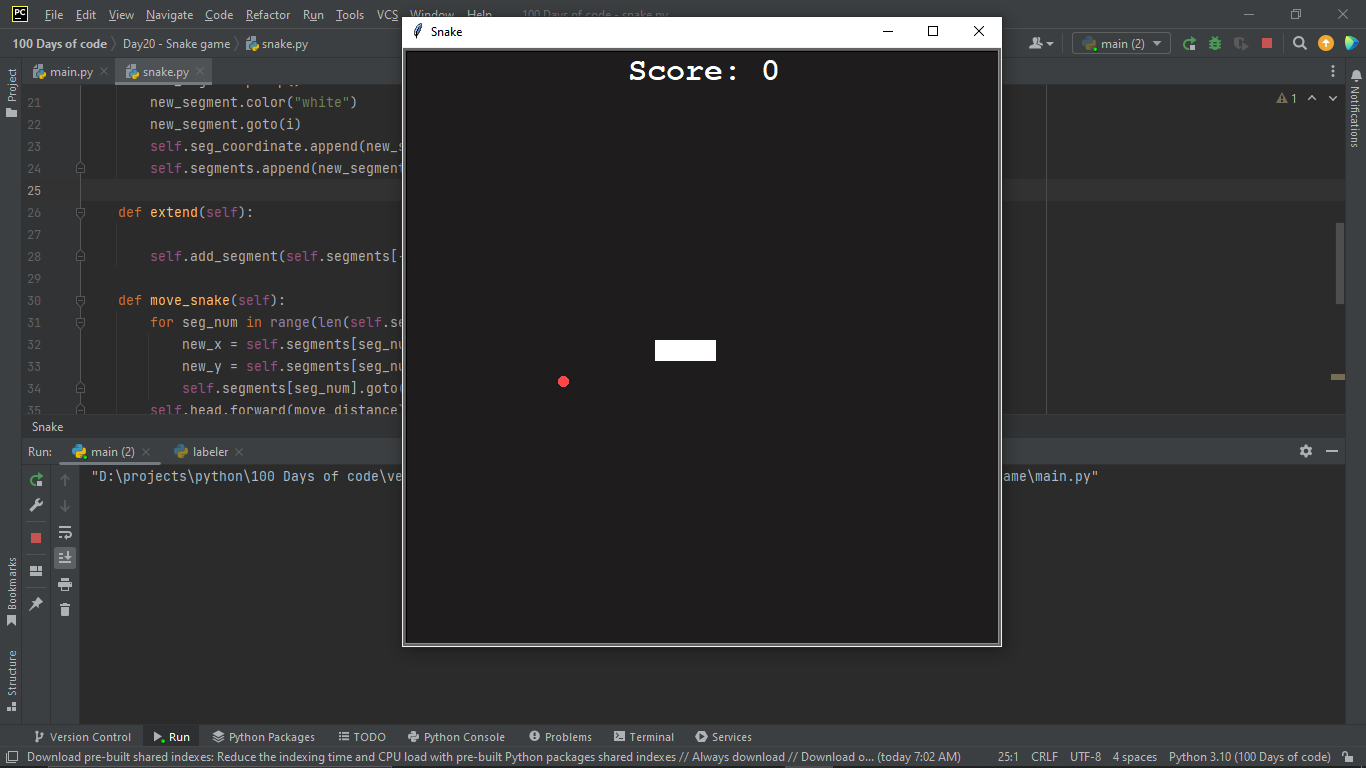 PC File Edit View Navigate Code Refactor Run Tools VCS Window Help 100 Days of code - snake.py
Snake
100 Days of code Day20 - Snake game snake.py
main (2)
Score: 0
main.py snake.py
Project
Notifications
1
21 new_segment.color("white")
22 new_segment.goto(i)
23 self.seg_coordinate.append(new_s
24 self.segments.append(new_segment
25
26 def extend(self):
27
28 self.add_segment(self.segments[-
29
30 def move_snake(self):
31 for seg_num in range(len(self.se
32 new_x = self.segments[seg_nu
33 new_y = self.segments[seg_nu
34 self.segments[seg_num].goto(
35 self.head.forward(move_distance)
Snake
Run: main (2) labeler
"D:\projects\python\100 Days of code\ve
ame\main.py"
Bookmarks
Structure
Version Control Run Python Packages TODO Python Console Problems Terminal Services
Download pre-built shared indexes: Reduce the indexing time and CPU load with pre-built Python packages shared indexes // Always download // Download o... (today 7:02 AM) 25:1 CRLF UTF-8 4 spaces Python 3.10 (100 Days of code)